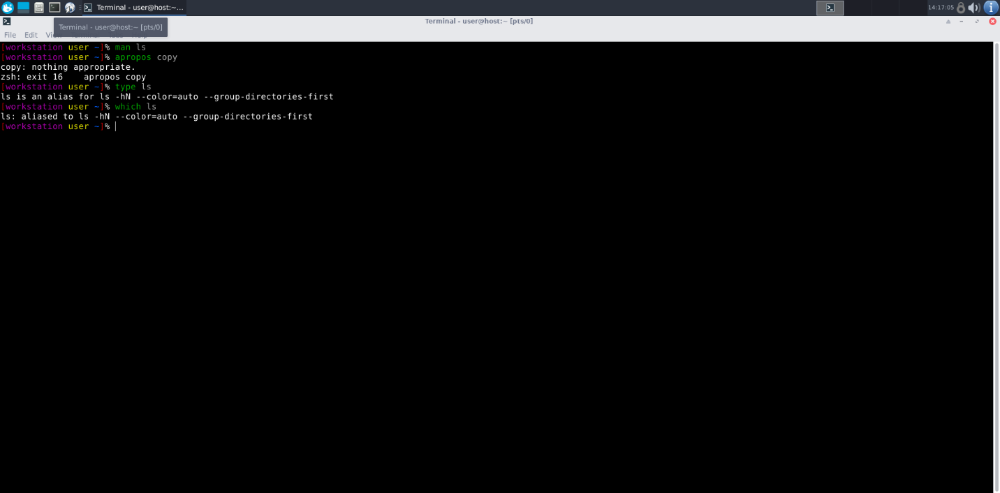 Terminal - user@host:~...
14:17:05
Terminal - user@host:~ [pts/0]
Terminal - user@host:~ [pts/0]
File Edit
[workstation user ~]% man ls
[workstation user ~]% apropos copy
copy: nothing appropriate.
zsh: exit 16    apropos copy
[workstation user ~]% type ls
ls is an alias for ls -hN --color=auto --group-directories-first
[workstation user ~]% which ls
ls: aliased to ls -hN --color=auto --group-directories-first
[workstation user ~]%